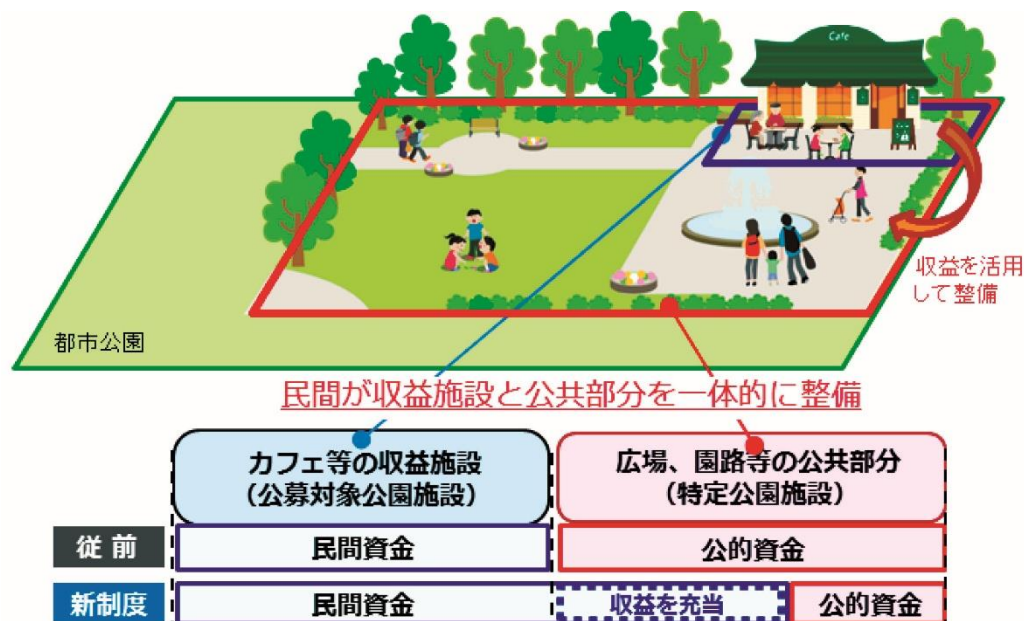 Cafe
収益を活用
して整備
都市公園
民間が収益施設と公共部分を一体的に整備
カフェ等の収益施設
(公募対象公園施設)
広場、園路等の公共部分
(特定公園施設)
従前
民間資金
公的資金
新制度
民間資金
収益を充当
公的資金